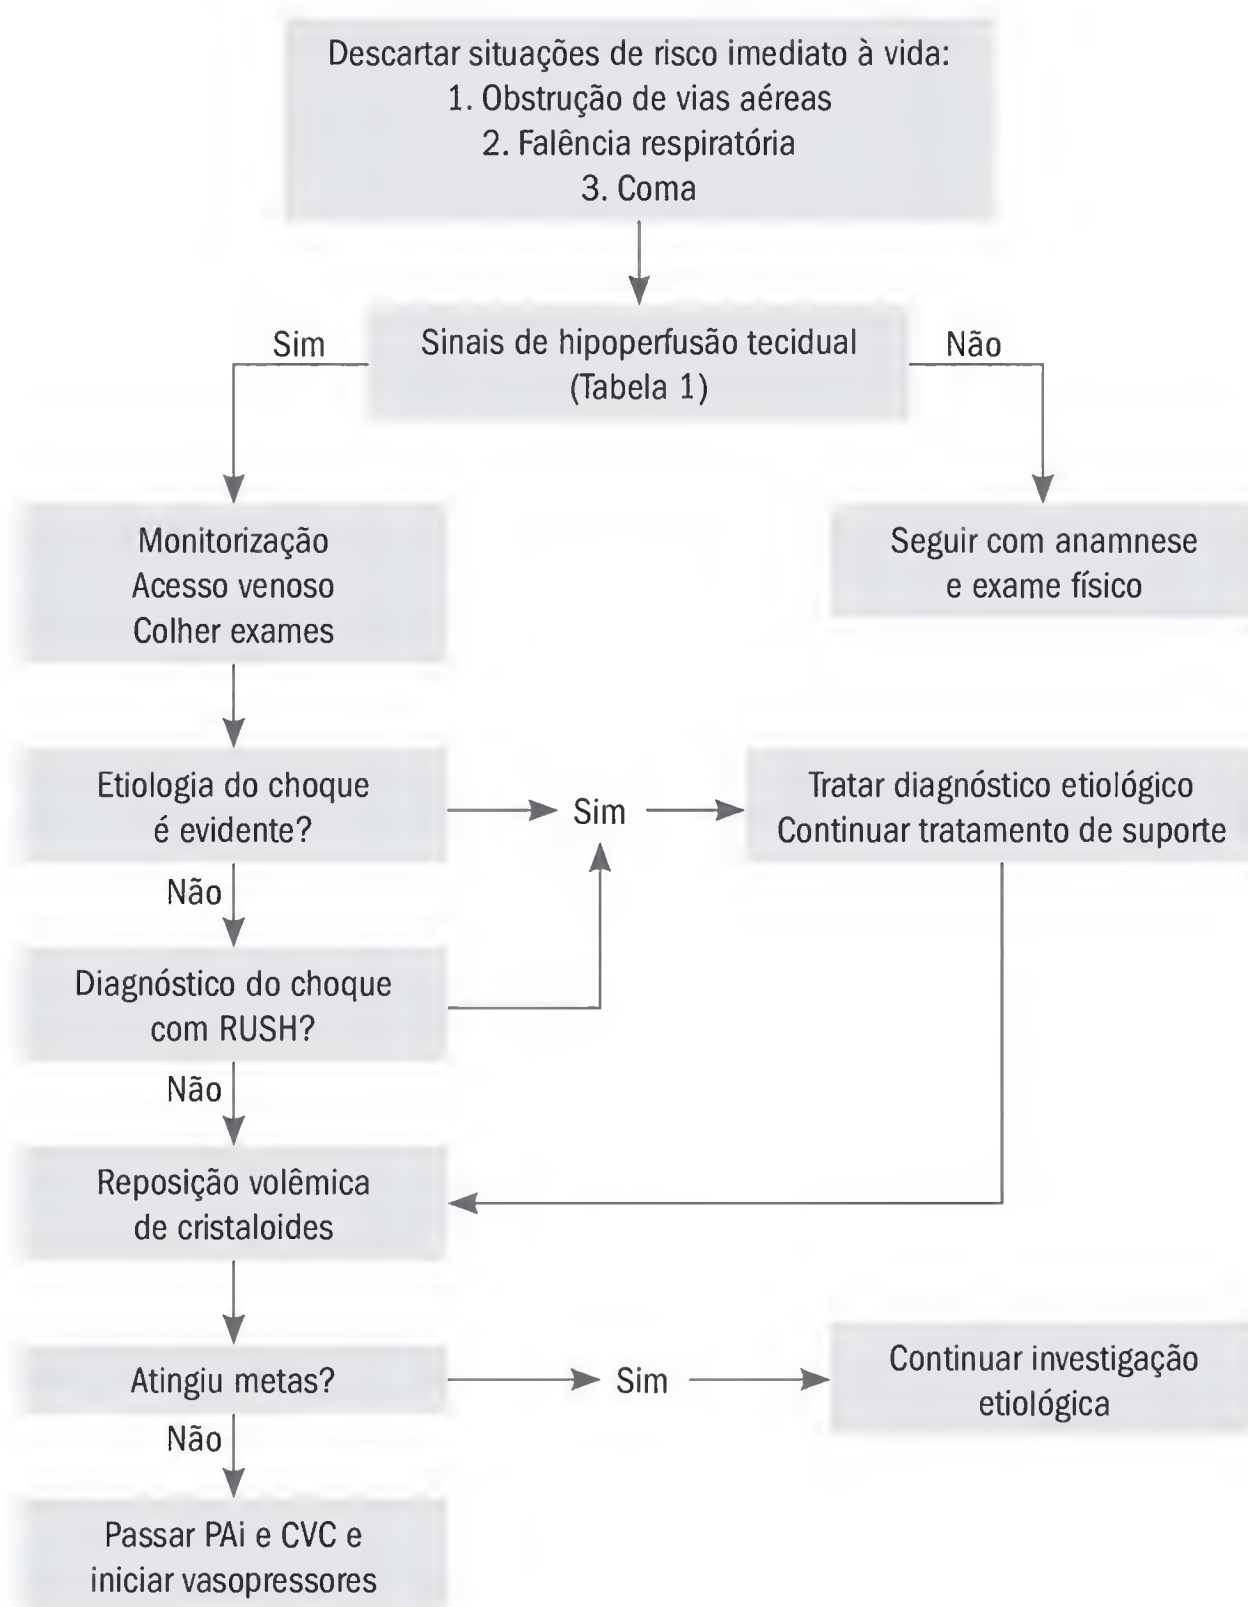 Descartar situações de risco imediato à vida:
1. Obstrução de vias aéreas
2. Falência respiratória
3. Coma
Sim
Sinais de hipoperfusão tecidual
(Tabela 1)
Não
Monitorização
Acesso venoso
Colher exames
Seguir com anamnese
e exame físico
Etiologia do choque
é evidente?
Sim
Tratar diagnóstico etiológico
Continuar tratamento de suporte
Não
Diagnóstico do choque
com RUSH?
Não
Reposição volêmica
de cristaloides
Atingiu metas?
Sim
Continuar investigação
etiológica
Não
Passar PAi e CVC e
iniciar vasopressores